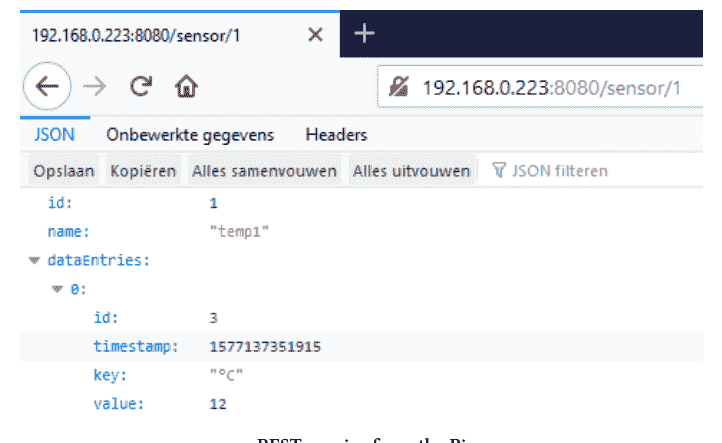 192.168.0.223:8080/sensor/1
192.168.0.223:8080/sensor/1
JSON Onbewerkte gegevens Headers
Opslaan Kopiëren Alles samenvouwen Alles uitvouwen JSON filteren
id: 1
name: "temp1"
dataEntries:
0:
id: 3
timestamp: 1577137351915
key: "°C"
value: 12